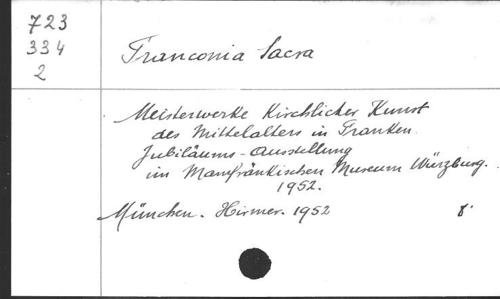 723
334
2
Franconia Sacra
Meisterwerke Kirchlicher Kunst
des Mittelalters in Franken.
Jubiläums-Ausstellung
im Mainfränkischen Museum Würzburg.
1952.
München. Hirmer. 1952
8°